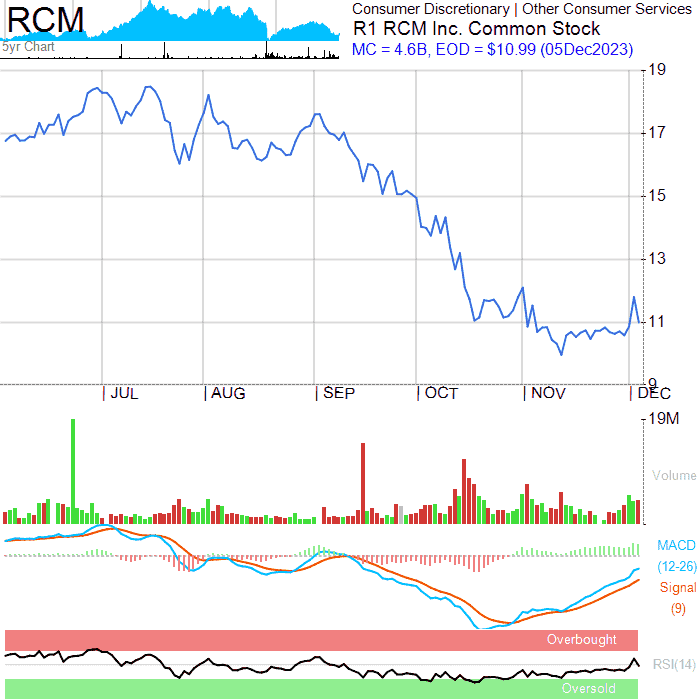 RCM
5yr Chart
Consumer Discretionary | Other Consumer Services
R1 RCM Inc. Common Stock
MC = 4.6B, EOD = $10.99 (05Dec2023)
19
17
15
13
11
9
JUL
AUG
SEP
OCT
NOV
DEC
19M
Volume
MACD
(12-26)
Signal
(9)
Overbought
RSI(14)
Oversold